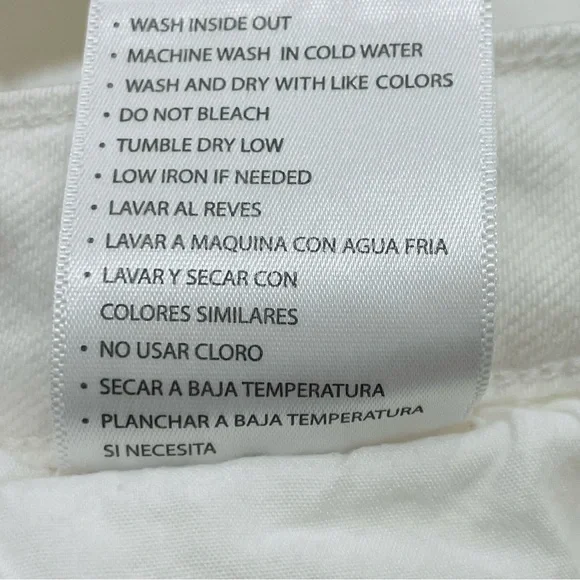 • WASH INSIDE OUT
• MACHINE WASH IN COLD WATER
• WASH AND DRY WITH LIKE COLORS
• DO NOT BLEACH
• TUMBLE DRY LOW
• LOW IRON IF NEEDED
• LAVAR AL REVES
• LAVAR A MAQUINA CON AGUA FRIA
• LAVAR Y SECAR CON
COLORES SIMILARES
• NO USAR CLORO
• SECAR A BAJA TEMPERATURA
• PLANCHAR A BAJA TEMPERATURA
SI NECESITA